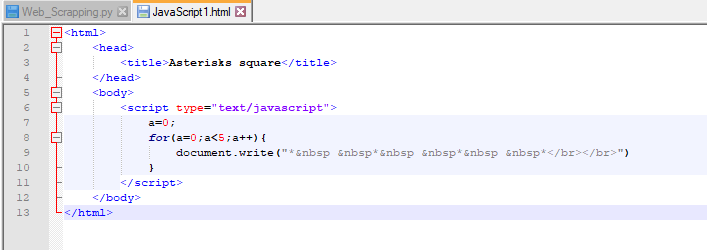 Web_Scrapping.py JavaScript1.html
1 <html>
2 <head>
3 <title>Asterisks square</title>
4 </head>
5 <body>
6 <script type="text/javascript">
7 a=0;
8 for(a=0;a<5;a++){
9 document.write("*&nbsp &nbsp*&nbsp &nbsp*&nbsp &nbsp*</br></br>")
10 }
11 </script>
12 </body>
13 </html>